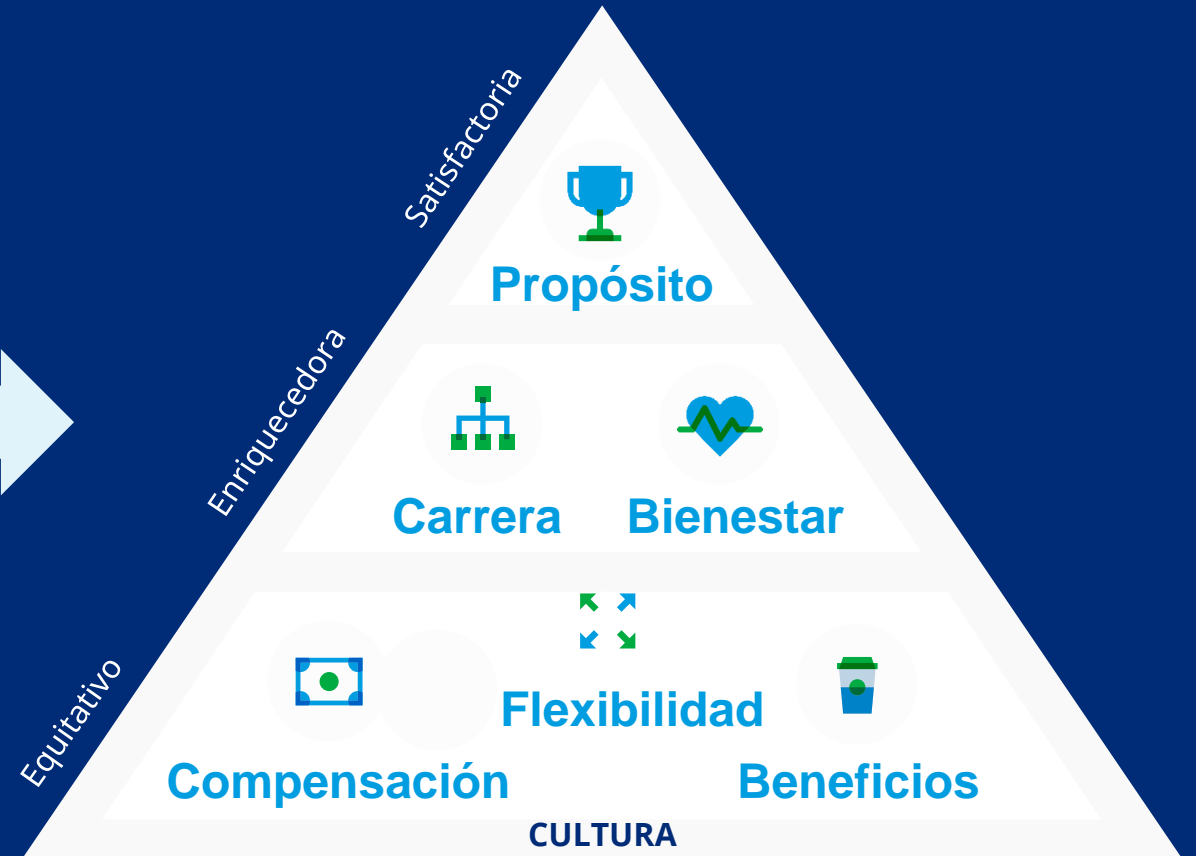 Satisfactoria
Propósito
Enriquecedora
Carrera
Bienestar
Equitativo
Flexibilidad
Compensación
Beneficios
CULTURA